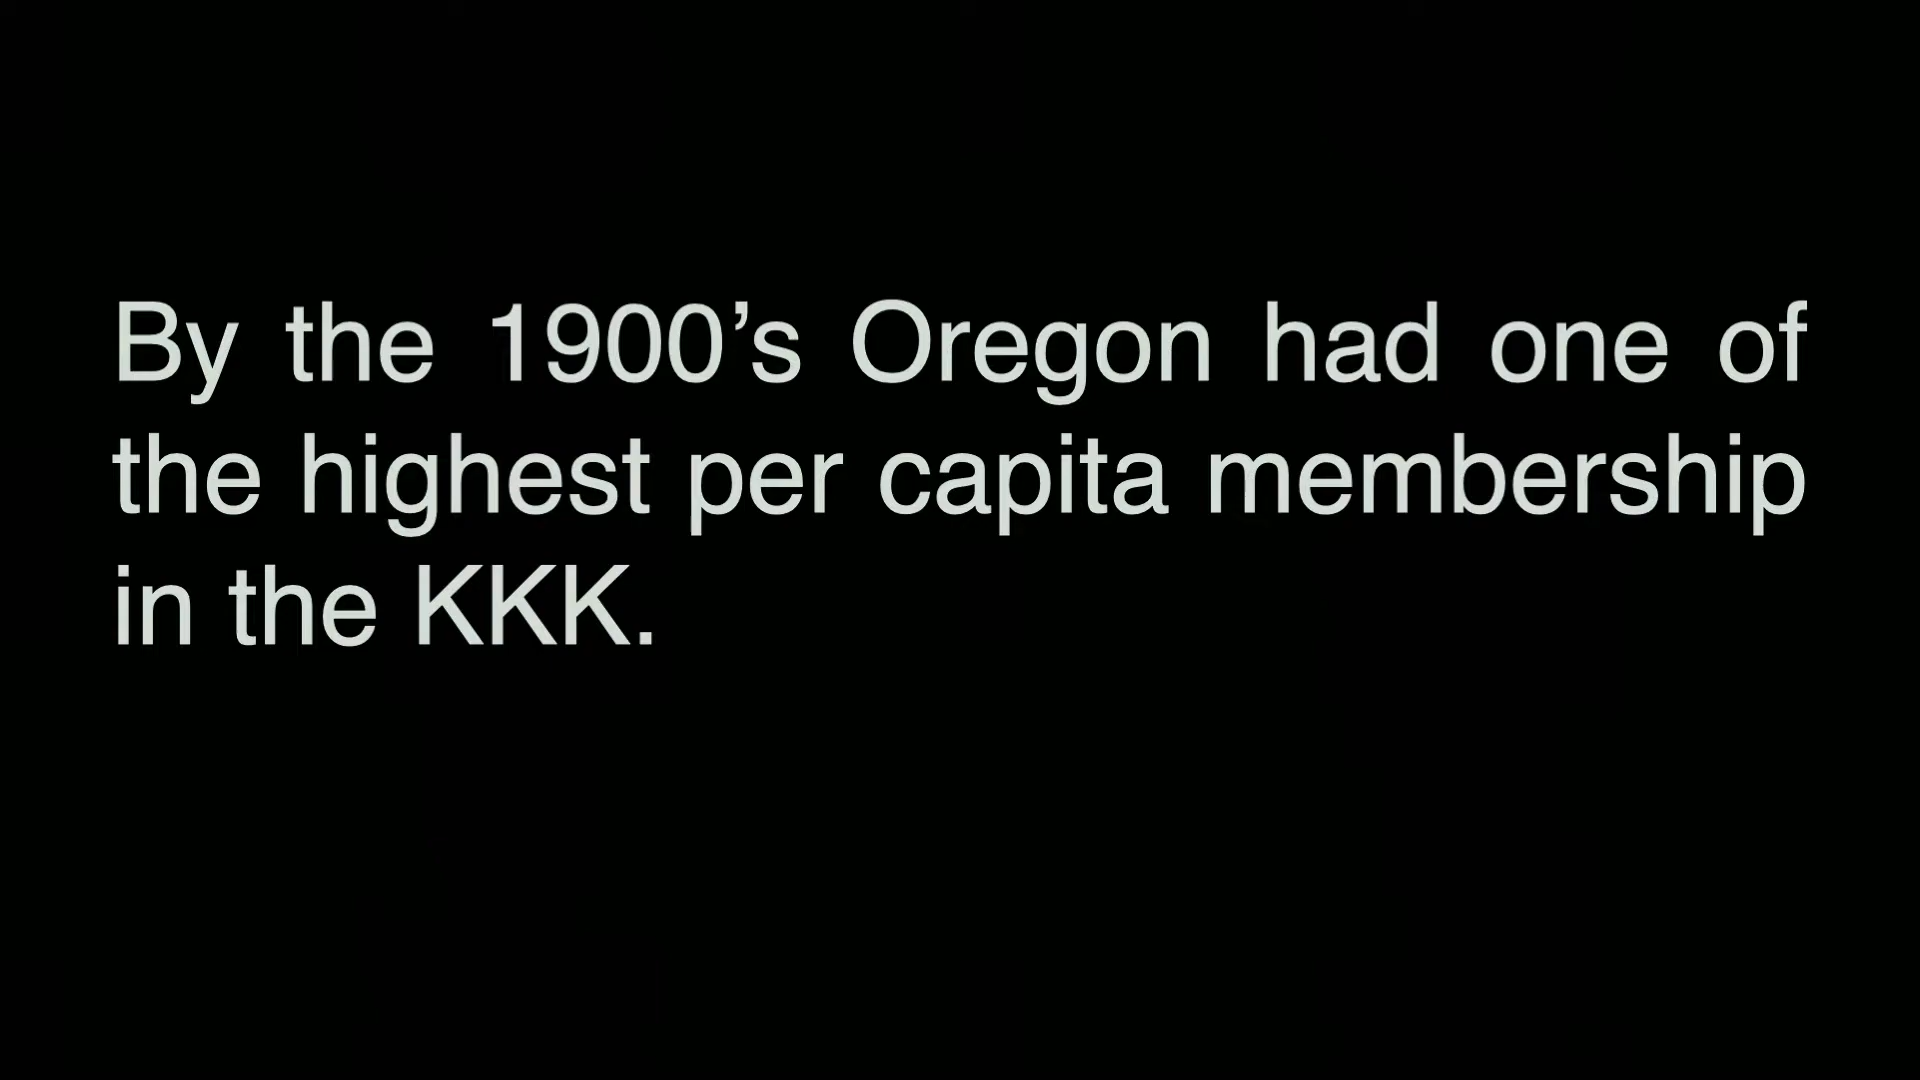 By the 1900’s Oregon had one of
the highest per capita membership
in the KKK.